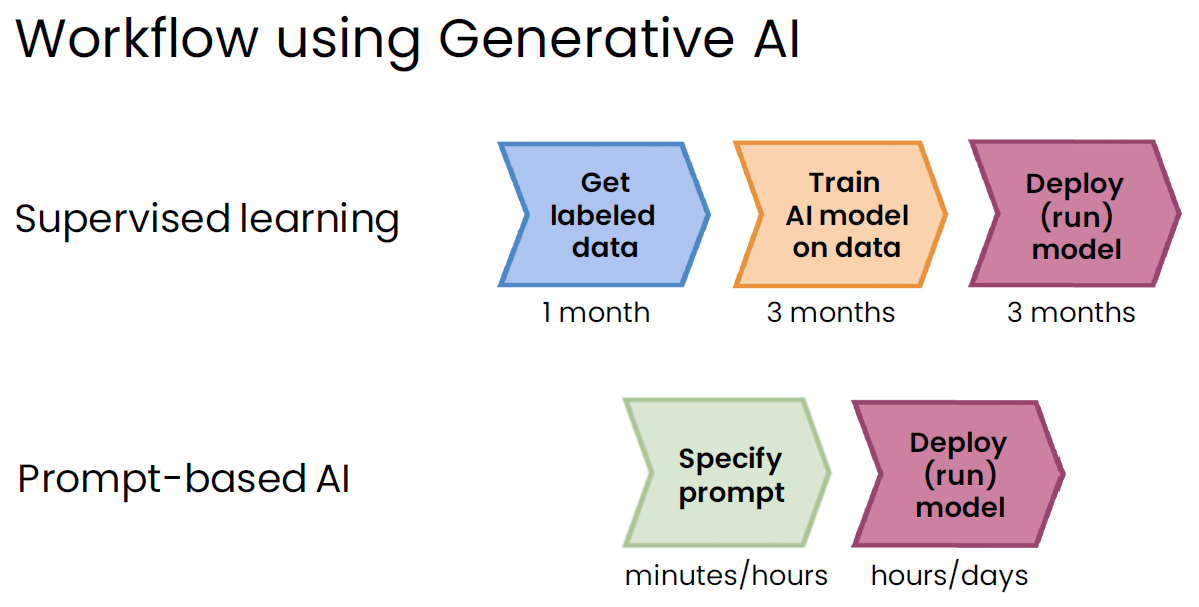 Workflow using Generative AI
Supervised learning
Get
labeled
data
1 month
Train
AI model
on data
3 months
Deploy
(run)
model
3 months
Prompt-based AI
Specify
prompt
minutes/hours
Deploy
(run)
model
hours/days